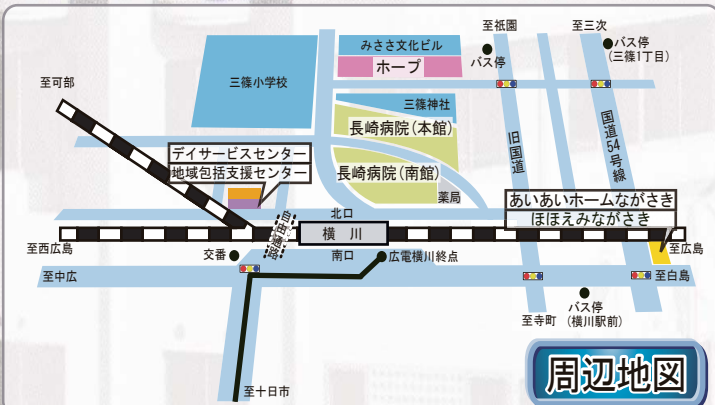 至祇園
至三次
みささ文化ビル
バス停
(三篠1丁目)
バス停
ホープ
至可部
三篠小学校
三篠神社
長崎病院(本館)
旧国道
国道54号線
デイサービスセンター
地域包括支援センター
長崎病院(南館)
薬局
あいあいホームながさき
ほほえみながさき
北口
自由通路
横川
至西広島
交番
南口
広電横川終点
至広島
至中広
至白島
バス停
(横川駅前)
至寺町
周辺地図
至十日市